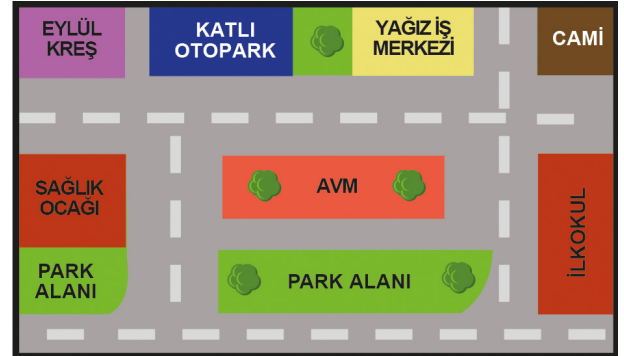 EYLÜL
KREŞ
KATLI
OTOPARK
YAĞIZ İŞ
MERKEZİ
CAMİ
SAĞLIK
OCAĞI
AVM
İLKOKUL
PARK
ALANI
PARK ALANI